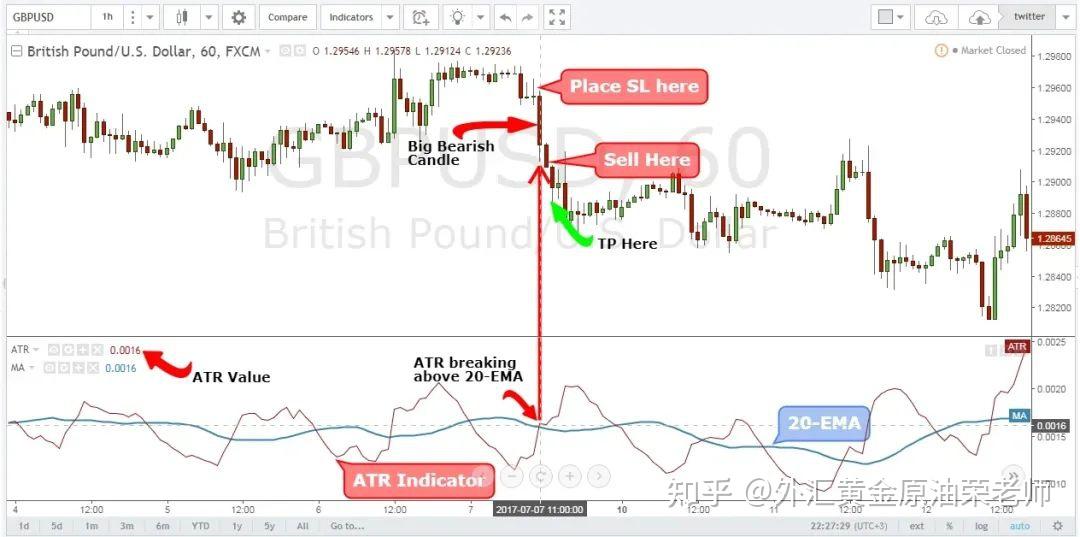 GBPUSD 1h Compare Indicators twitter
British Pound/U.S. Dollar, 60, FXCM O 1.29546 H 1.29578 L 1.29124 C 1.29236 Market Closed
1.29800
Place SL here
1.29600
1.29400
Big Bearish
Candle
GBPUSD, 60
Sell Here
1.29200
1.29000
British Pound/U.S. Dollar
TP Here
1.28800
1.28645
1.28400
1.28200
ATR 0.0016
MA 0.0016
ATR Value
ATR breaking
above 20-EMA
ATR
0.0025
0.0020
MA
20-EMA
0.0016
0.0015
ATR Indicator
0.0010
知乎 @外汇黄金原油荣老师
4 12:00 5 12:00 6 12:00 7 2017-07-07 11:00:00 10 12:00 11 12:00 12 12:00
1d 5d 1m 3m 6m YTD 1y 5y All Go to... 22:27:29 (UTC+3) ext % log auto